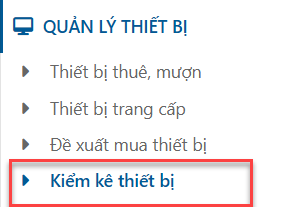 QUẢN LÝ THIẾT BỊ
Thiết bị thuê, mượn
Thiết bị trang cấp
Đề xuất mua thiết bị
Kiểm kê thiết bị